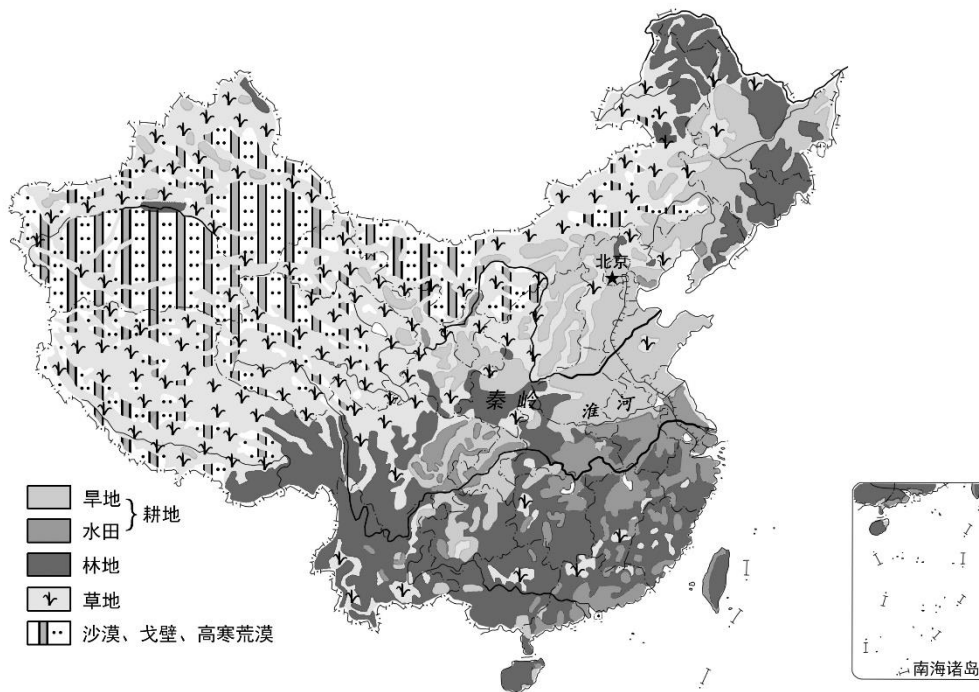 北京
秦岭
淮河
旱地
水田
耕地
林地
草地
沙漠、戈壁、高寒荒漠
南海诸岛